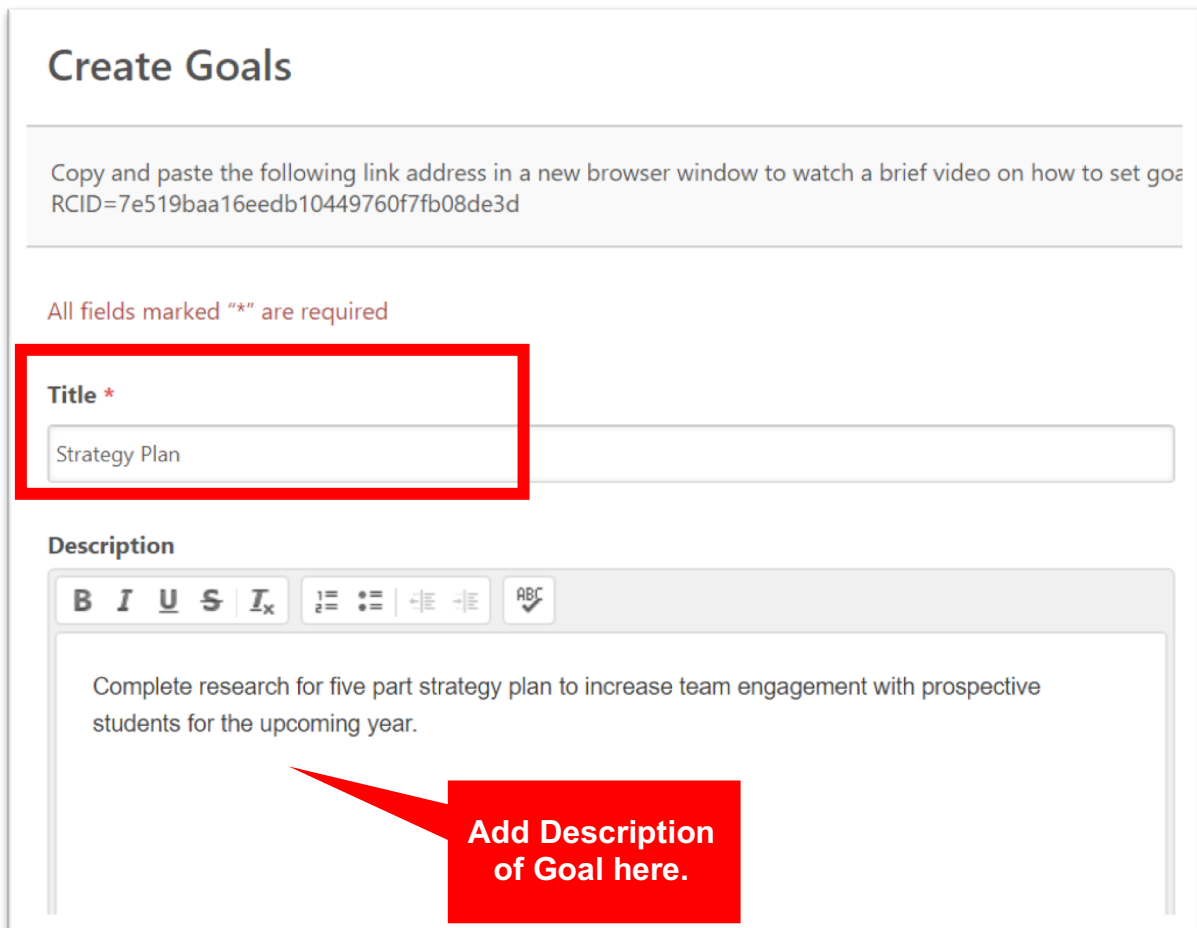 Create Goals
Copy and paste the following link address in a new browser window to watch a brief video on how to set goa
RCID=7e519baa16eedb10449760f7fb08de3d
All fields marked "*" are required
Title *
Strategy Plan
Description
B I U S Ix ABC
Complete research for five part strategy plan to increase team engagement with prospective
students for the upcoming year.
Add Description
of Goal here.